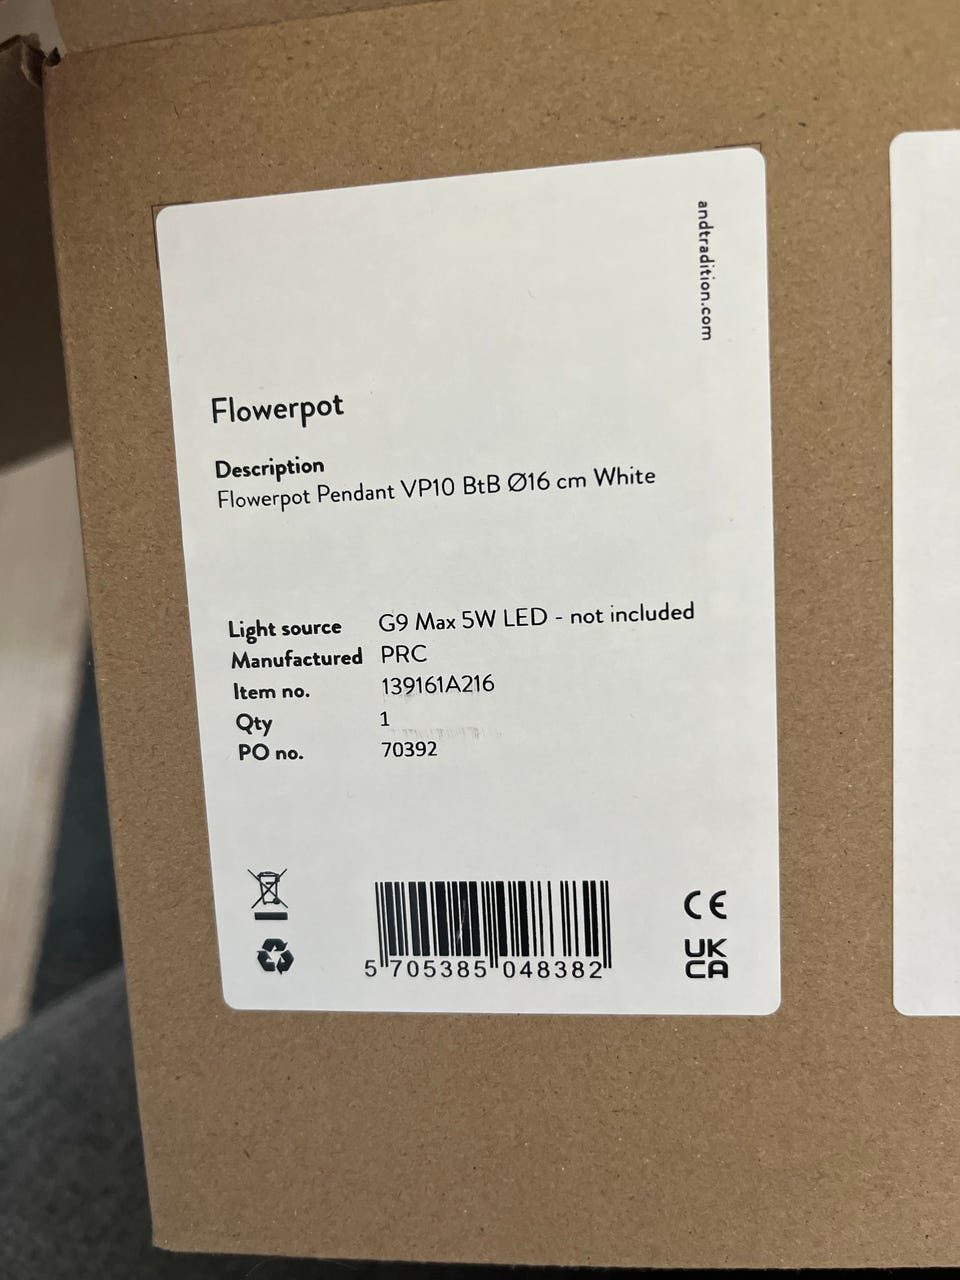 andtradition.com
Flowerpot
Description
Flowerpot Pendant VP10 BtB Ø16 cm White
Light source G9 Max 5W LED - not included
Manufactured PRC
Item no. 139161A216
Qty 1
PO no. 70392
CE
UK
CA
5 705385 048382